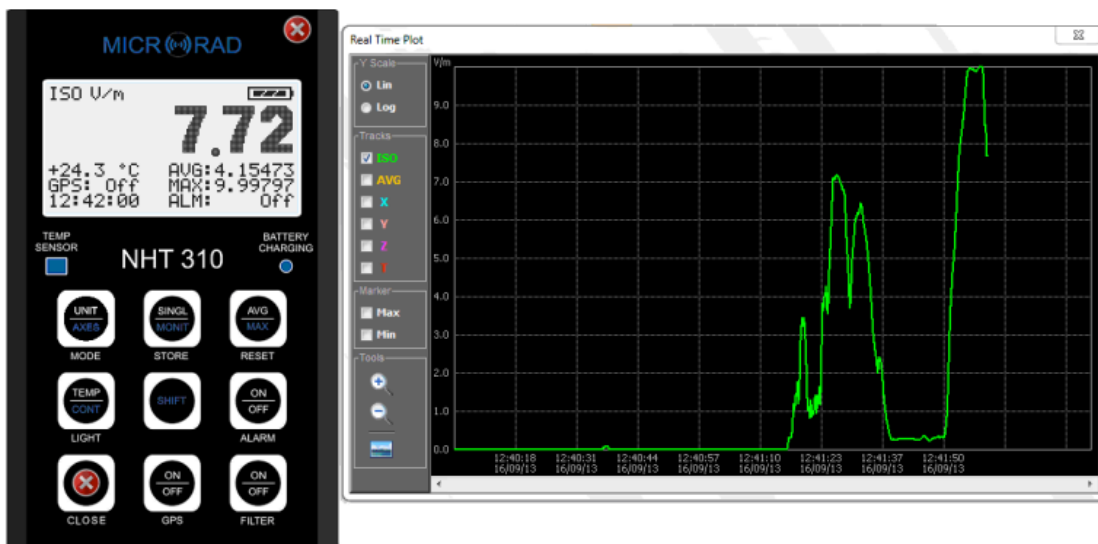 MICRORAD
ISO V/m
7.72
+24.3 °C AVG:4.15473
GPS: Off MAX:9.99797
12:42:00 ALM: Off
TEMP
SENSOR
BATTERY
CHARGING
NHT 310
UNIT
AXES
MODE
SINGL
MONIT
STORE
AVG
MAX
RESET
TEMP
CONT
LIGHT
SHIFT
ON
OFF
ALARM
CLOSE
ON
OFF
GPS
ON
OFF
FILTER
Real Time Plot
Y Scale
Lin
Log
Tracks
ISO
AVG
X
Y
Z
T
Marker
Max
Min
Tools
V/m
9.0
8.0
7.0
6.0
5.0
4.0
3.0
2.0
1.0
0.0
12:40:18 12:40:31 12:40:44 12:40:57 12:41:10 12:41:23 12:41:37 12:41:50
16/09/13 16/09/13 16/09/13 16/09/13 16/09/13 16/09/13 16/09/13 16/09/13